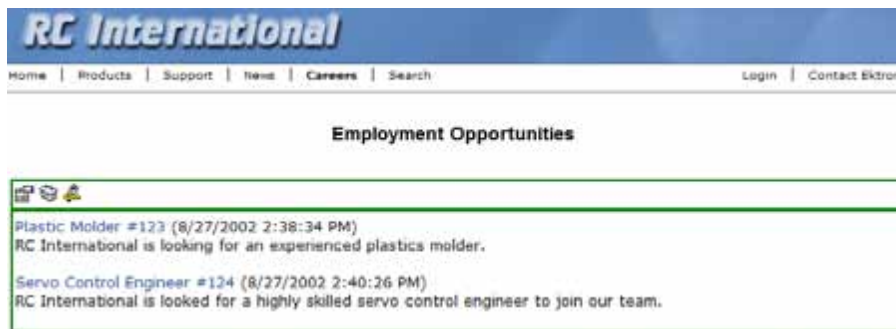 RC International
Home | Products | Support | News | Careers | Search Login | Contact Ektron
Employment Opportunities
Plastic Molder #123 (8/27/2002 2:38:34 PM)
RC International is looking for an experienced plastics molder.
Servo Control Engineer #124 (8/27/2002 2:40:26 PM)
RC International is looked for a highly skilled servo control engineer to join our team.